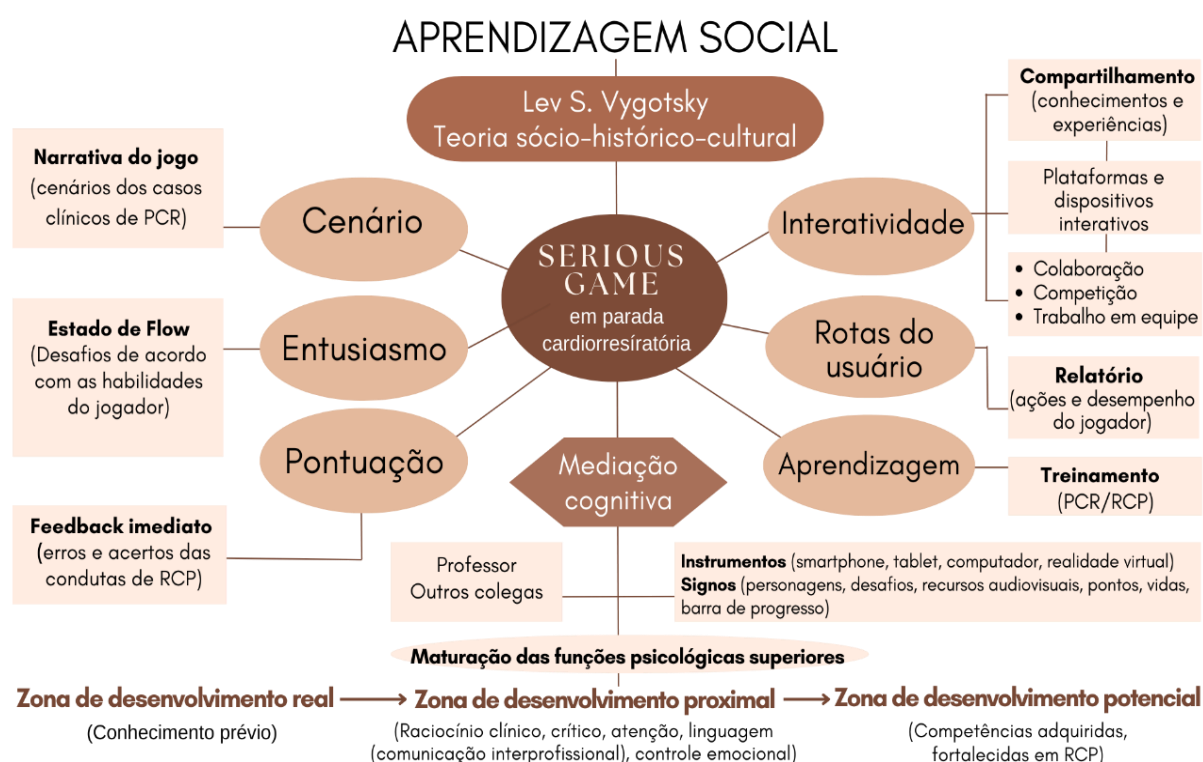 APRENDIZAGEM SOCIAL
Lev S. Vygotsky
Teoria sócio-histórico-cultural
Narrativa do jogo
(cenários dos casos
clínicos de PCR)
Cenário
Estado de Flow
(Desafios de acordo
com as habilidades
do jogador)
Entusiasmo
Feedback imediato
(erros e acertos das
condutas de RCP)
Pontuação
SERIOUS
GAME
em parada
cardiorresíratória
Interatividade
Compartilhamento
(conhecimentos e
experiências)
Plataformas e
dispositivos
interativos
• Colaboração
• Competição
• Trabalho em equipe
Rotas do
usuário
Relatório
(ações e desempenho
do jogador)
Aprendizagem
Treinamento
(PCR/RCP)
Mediação
cognitiva
Professor
Outros colegas
Instrumentos (smartphone, tablet, computador, realidade virtual)
Signos (personagens, desafios, recursos audiovisuais, pontos, vidas,
barra de progresso)
Maturação das funções psicológicas superiores
Zona de desenvolvimento real
(Conhecimento prévio)
Zona de desenvolvimento proximal
(Raciocínio clínico, crítico, atenção, linguagem
(comunicação interprofissional), controle emocional)
Zona de desenvolvimento potencial
(Competências adquiridas,
fortalecidas em RCP)